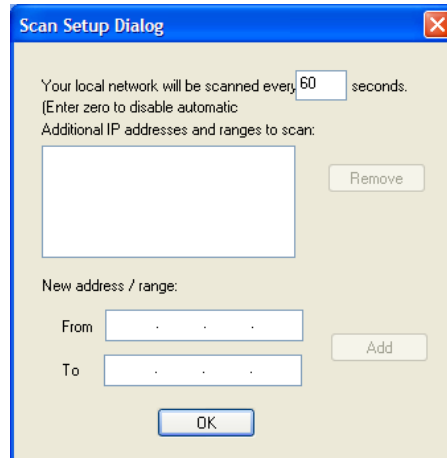 Scan Setup Dialog
Your local network will be scanned every 60 seconds.
(Enter zero to disable automatic
Additional IP addresses and ranges to scan:
Remove
New address / range:
From . . .
Add
To . . .
OK